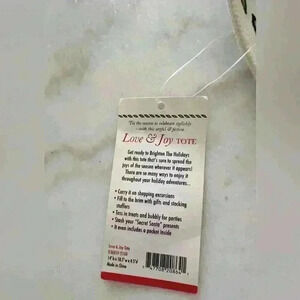 'Tis the season to celebrate stylishly
with this artful & festive
Love & Joy TOTE
Get ready to Brighten The Holidays
with this tote that's sure to spread the
joys of the season wherever it appears!
There are so many ways to enjoy it
throughout your holiday adventures...
• Carry it on shopping excursions
• Fill to the brim with gifts and stocking
stuffers
• Toss in treats and bubbly for parties
• Stash your "Secret Santa" presents
• It even includes a pocket inside
Love & Joy Tote
Made in China